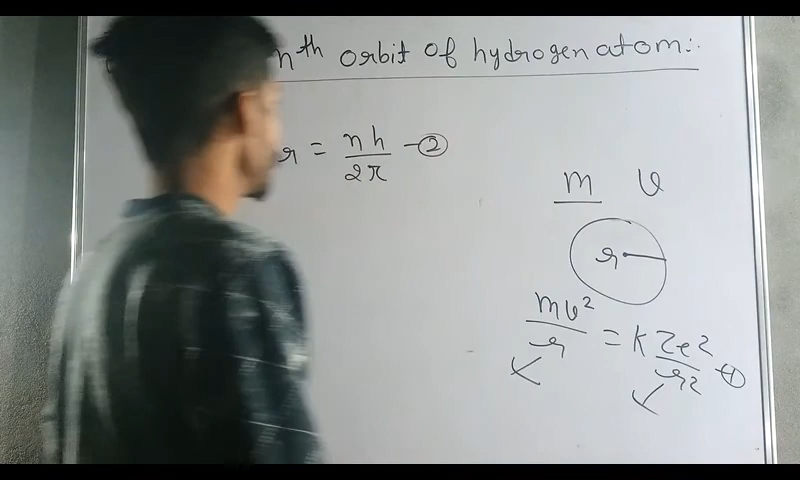 nth orbit of hydrogen atom:.
r = nh/2π -②
m v
r
mv²/r = K Ze²/r² -①